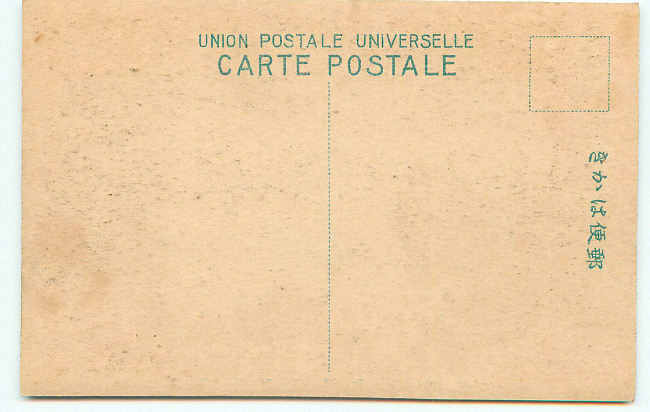 UNION POSTALE UNIVERSELLE
CARTE POSTALE
郵便はかき